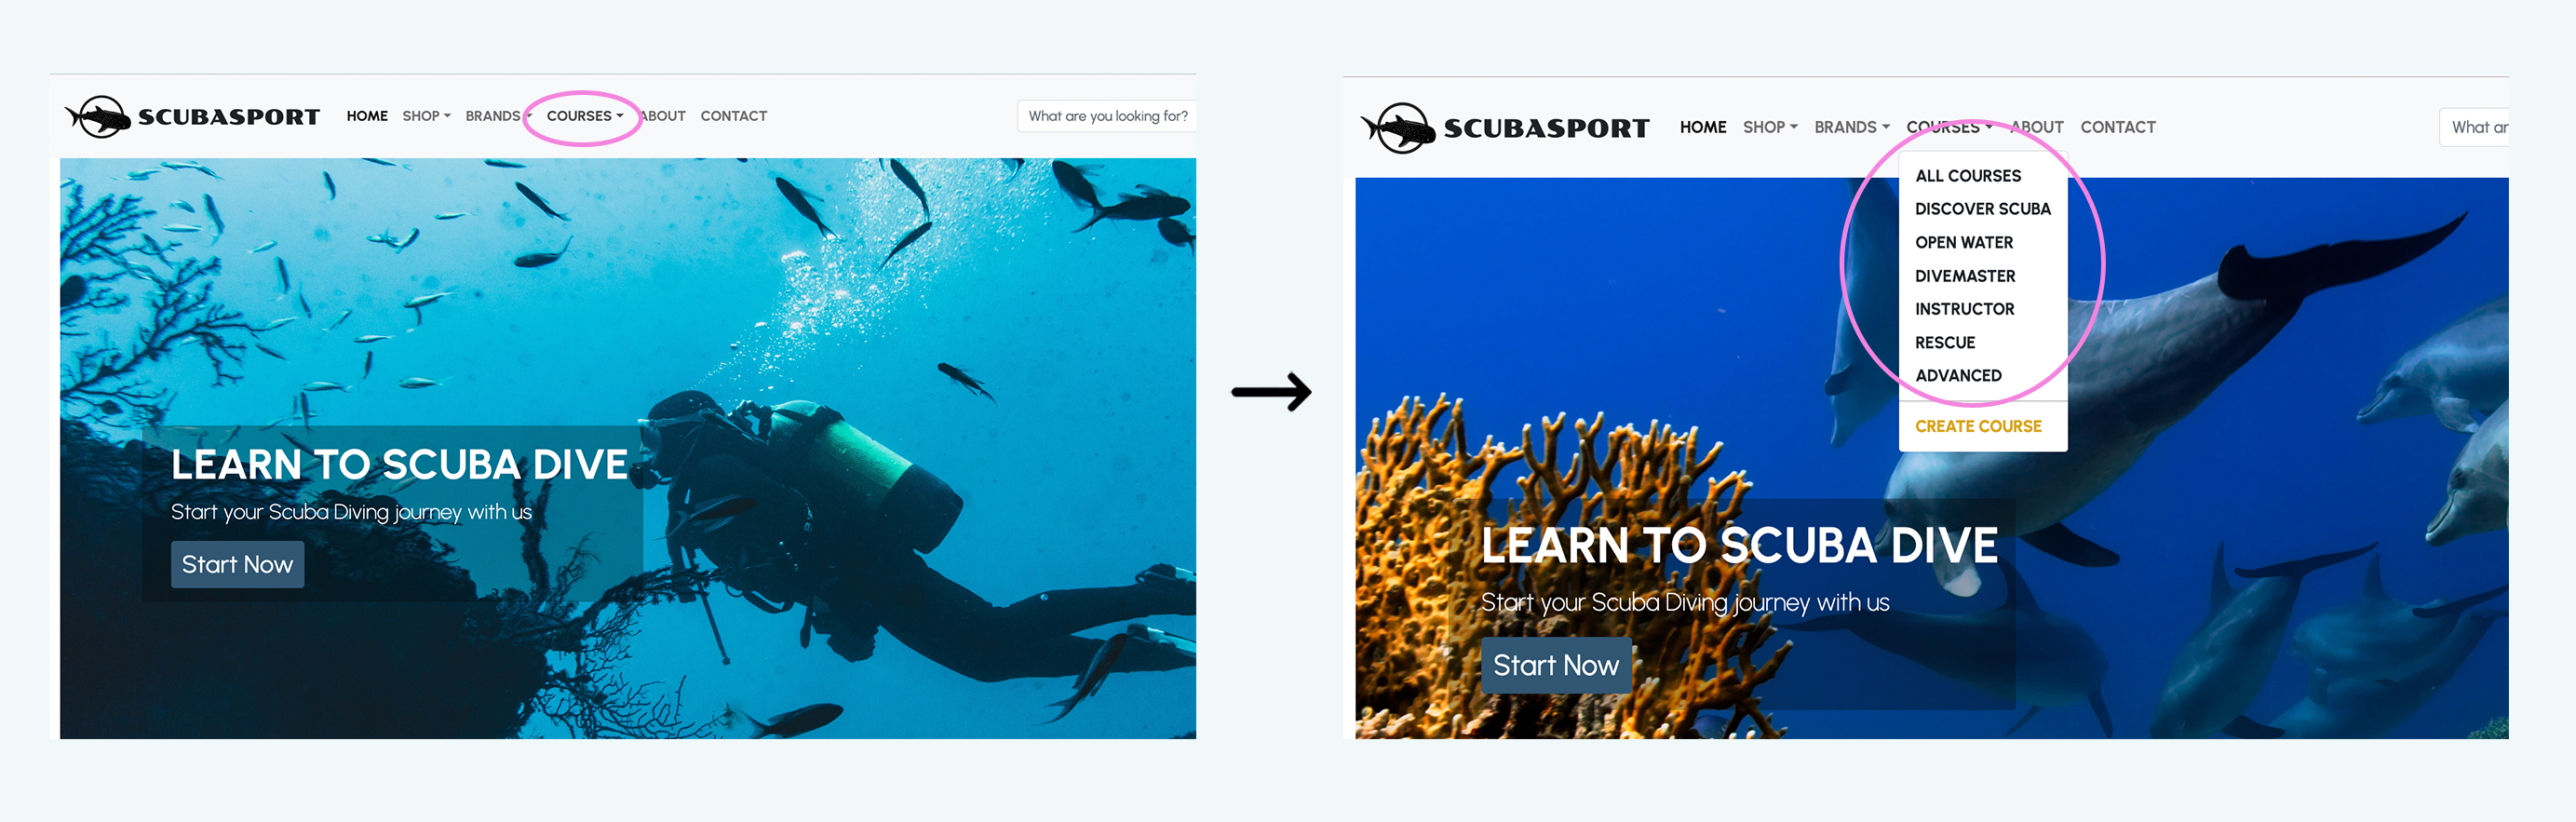 SCUBASPORT HOME SHOP BRANDS COURSES ABOUT CONTACT What are you looking for?
LEARN TO SCUBA DIVE
Start your Scuba Diving journey with us
Start Now
SCUBASPORT HOME SHOP BRANDS COURSES ABOUT CONTACT What ar
ALL COURSES
DISCOVER SCUBA
OPEN WATER
DIVEMASTER
INSTRUCTOR
RESCUE
ADVANCED
CREATE COURSE
LEARN TO SCUBA DIVE
Start your Scuba Diving journey with us
Start Now